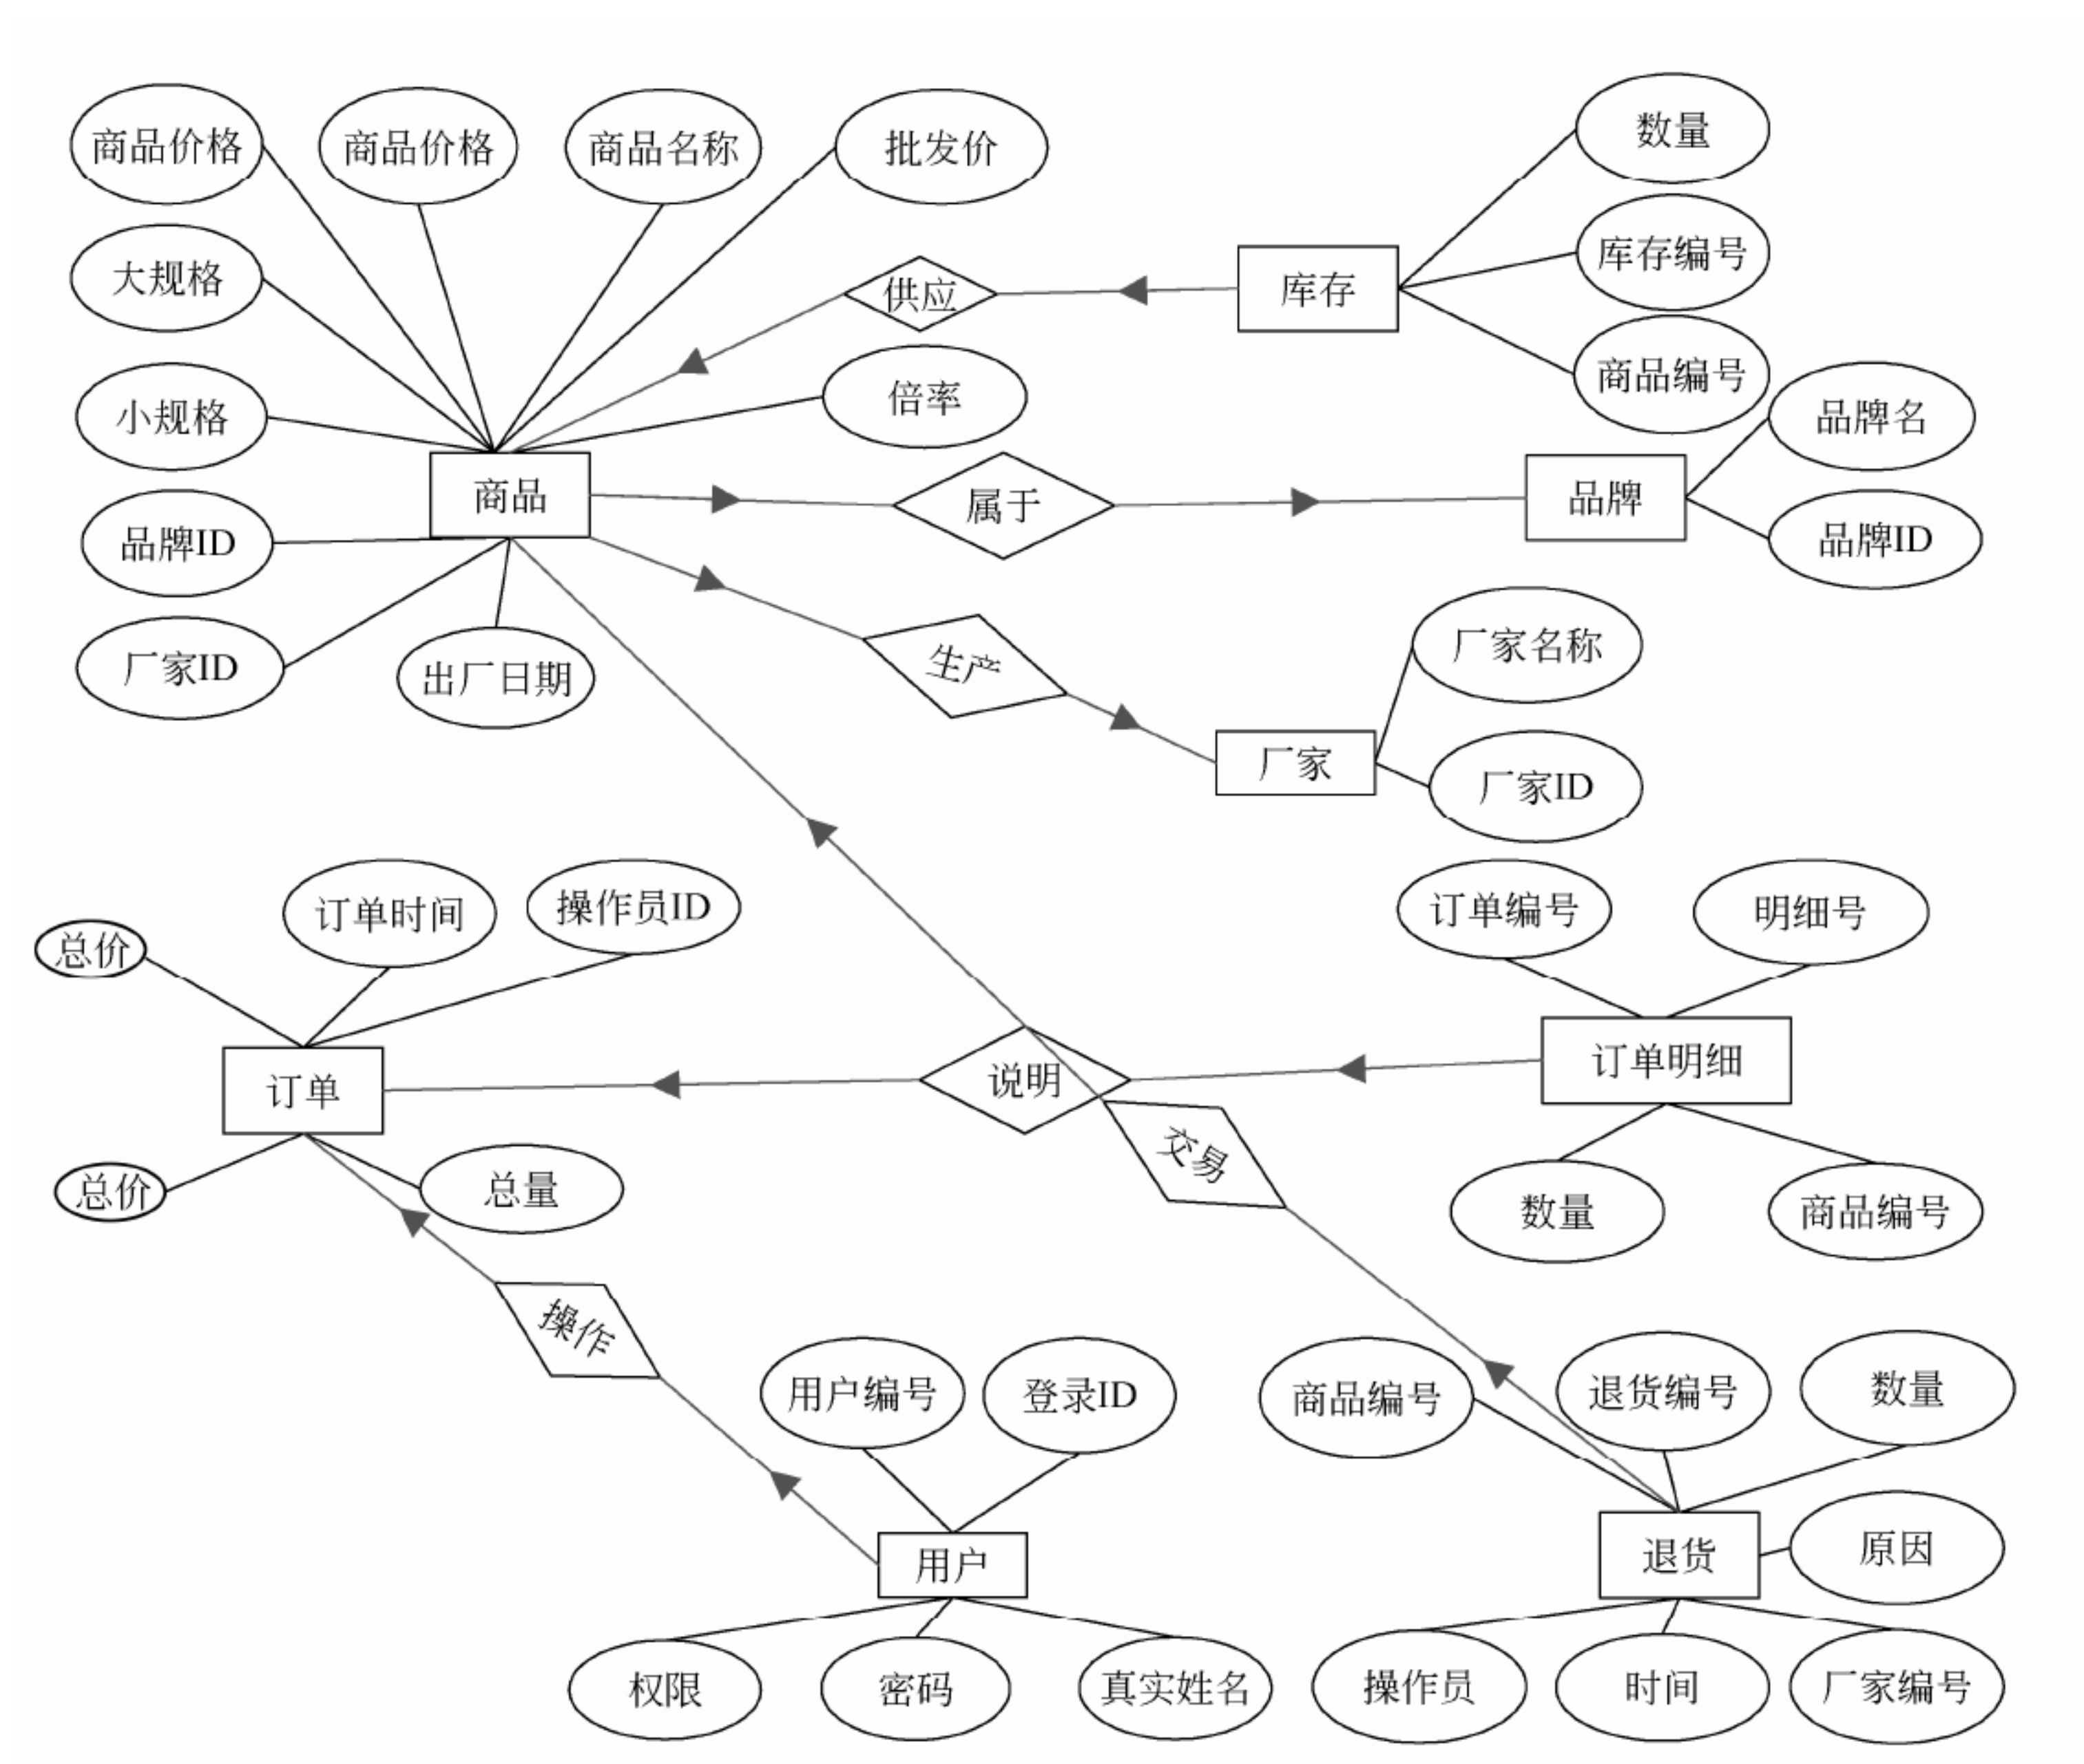 商品价格
商品价格
商品名称
批发价
数量
大规格
库存编号
供应
库存
小规格
倍率
商品编号
品牌名
商品
属于
品牌
品牌ID
品牌ID
厂家ID
出厂日期
生产
厂家名称
厂家
厂家ID
总价
订单时间
操作员ID
订单编号
明细号
订单
说明
订单明细
交易
总价
总量
数量
商品编号
操作
用户编号
登录ID
商品编号
退货编号
数量
用户
退货
原因
权限
密码
真实姓名
操作员
时间
厂家编号